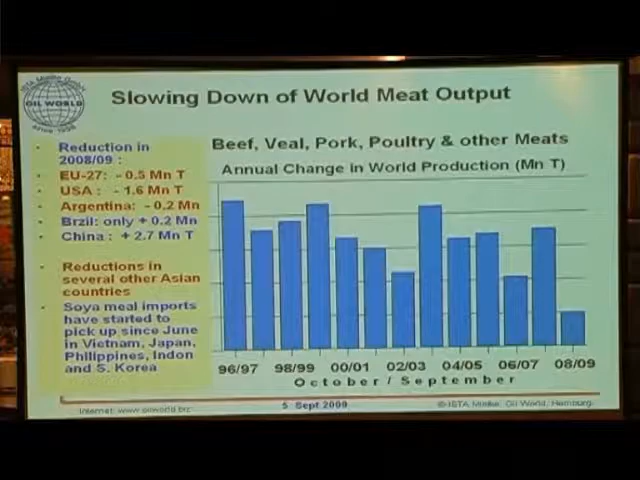 ISTA Mielke GmbH
OIL WORLD
since 1958
Slowing Down of World Meat Output
Reduction in
2008/09 :
EU-27: - 0.5 Mn T
USA : - 1.6 Mn T
Argentina: - 0.2 Mn
Brzil: only + 0.2 Mn
China : + 2.7 Mn T
Reductions in
several other Asian
countries
Soya meal imports
have started to
pick up since June
in Vietnam, Japan,
Philippines, Indon
and S. Korea
Beef, Veal, Pork, Poultry & other Meats
Annual Change in World Production (Mn T)
96/97 98/99 00/01 02/03 04/05 06/07 08/09
October / September
Internet: www.oilworld.biz
5 Sept 2009
© ISTA Mielke, Oil World, Hamburg